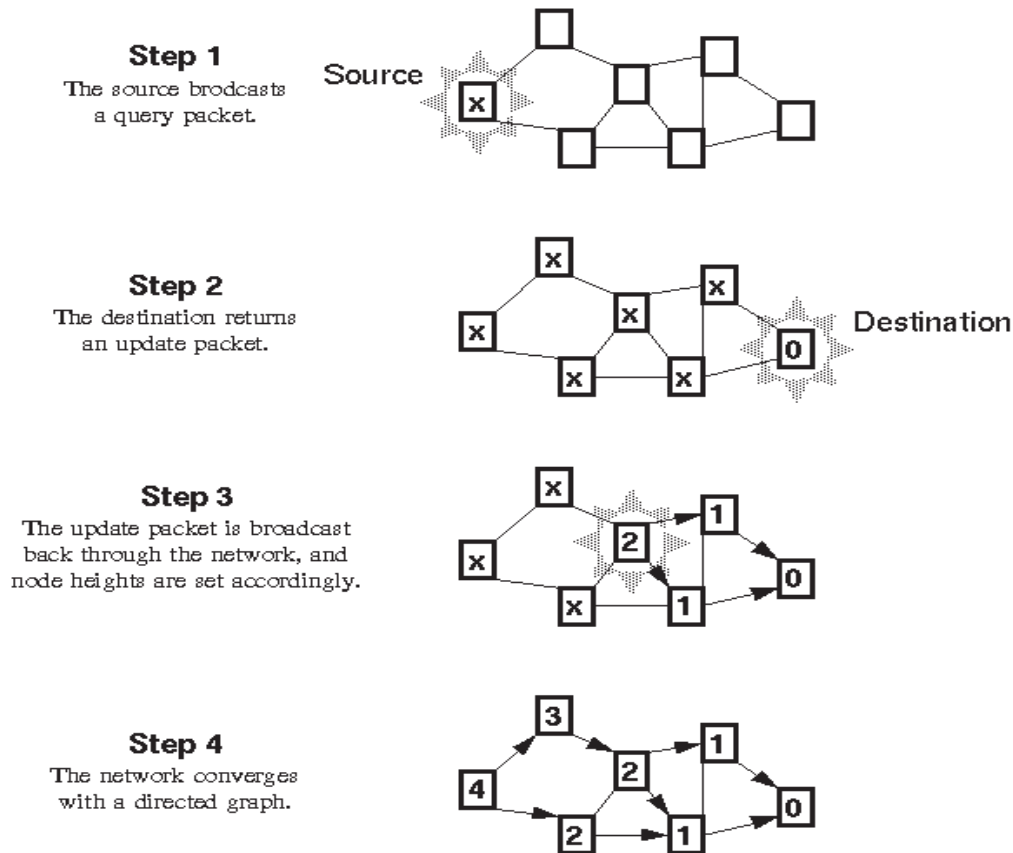 Step 1
The source brodcasts
a query packet.
Source
x
Step 2
The destination returns
an update packet.
x
x
x
x
x
x
0
Destination
Step 3
The update packet is broadcast
back through the network, and
node heights are set accordingly.
x
1
2
x
0
x
1
Step 4
The network converges
with a directed graph.
3
1
2
4
0
2
1